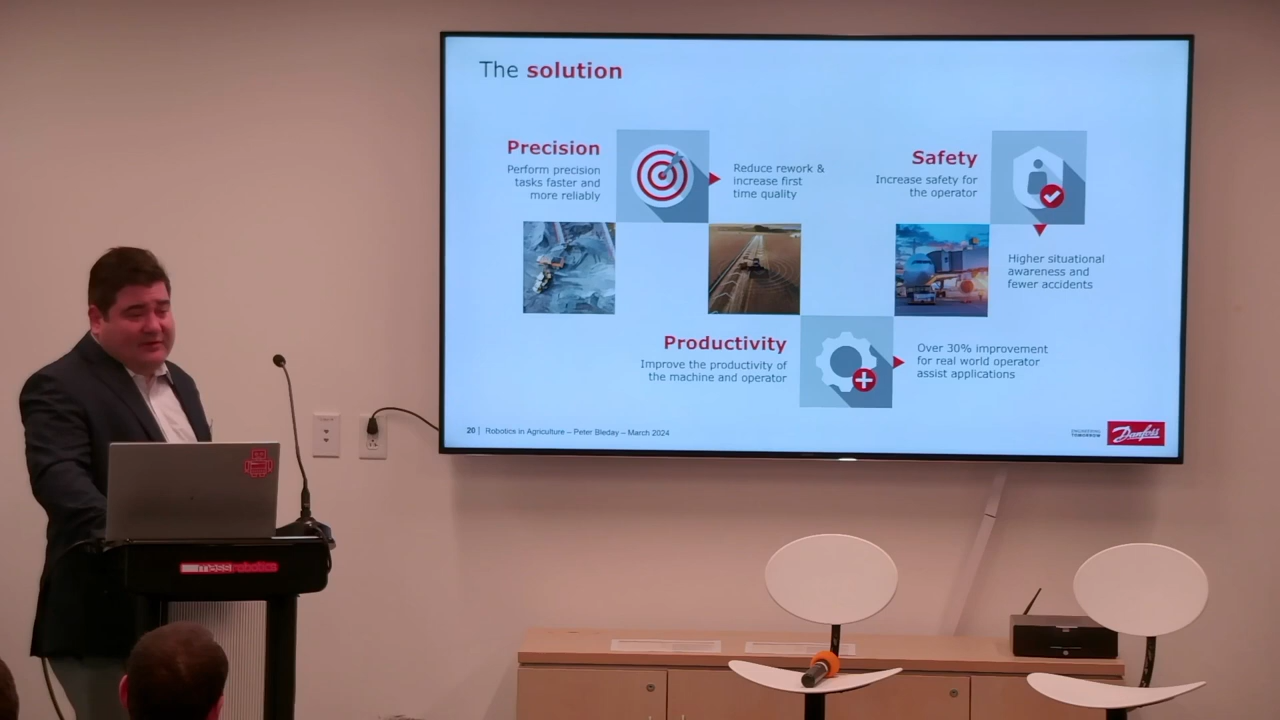 The solution
Precision
Perform precision
tasks faster and
more reliably
Reduce rework &
increase first
time quality
Safety
Increase safety for
the operator
Higher situational
awareness and
fewer accidents
Productivity
Improve the productivity of
the machine and operator
Over 30% improvement
for real world operator
assist applications
20 | Robotics in Agriculture – Peter Bleday – March 2024
ENGINEERING
TOMORROW
Danfoss
massrobotics